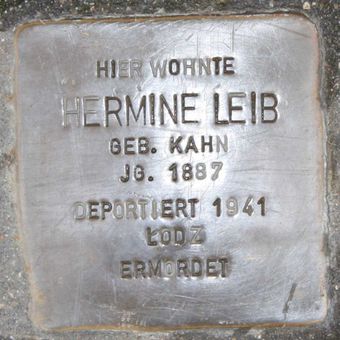 HIER WOHNTE
HERMINE LEIB
GEB. KAHN
JG. 1887
DEPORTIERT 1941
ŁODZ
ERMORDET